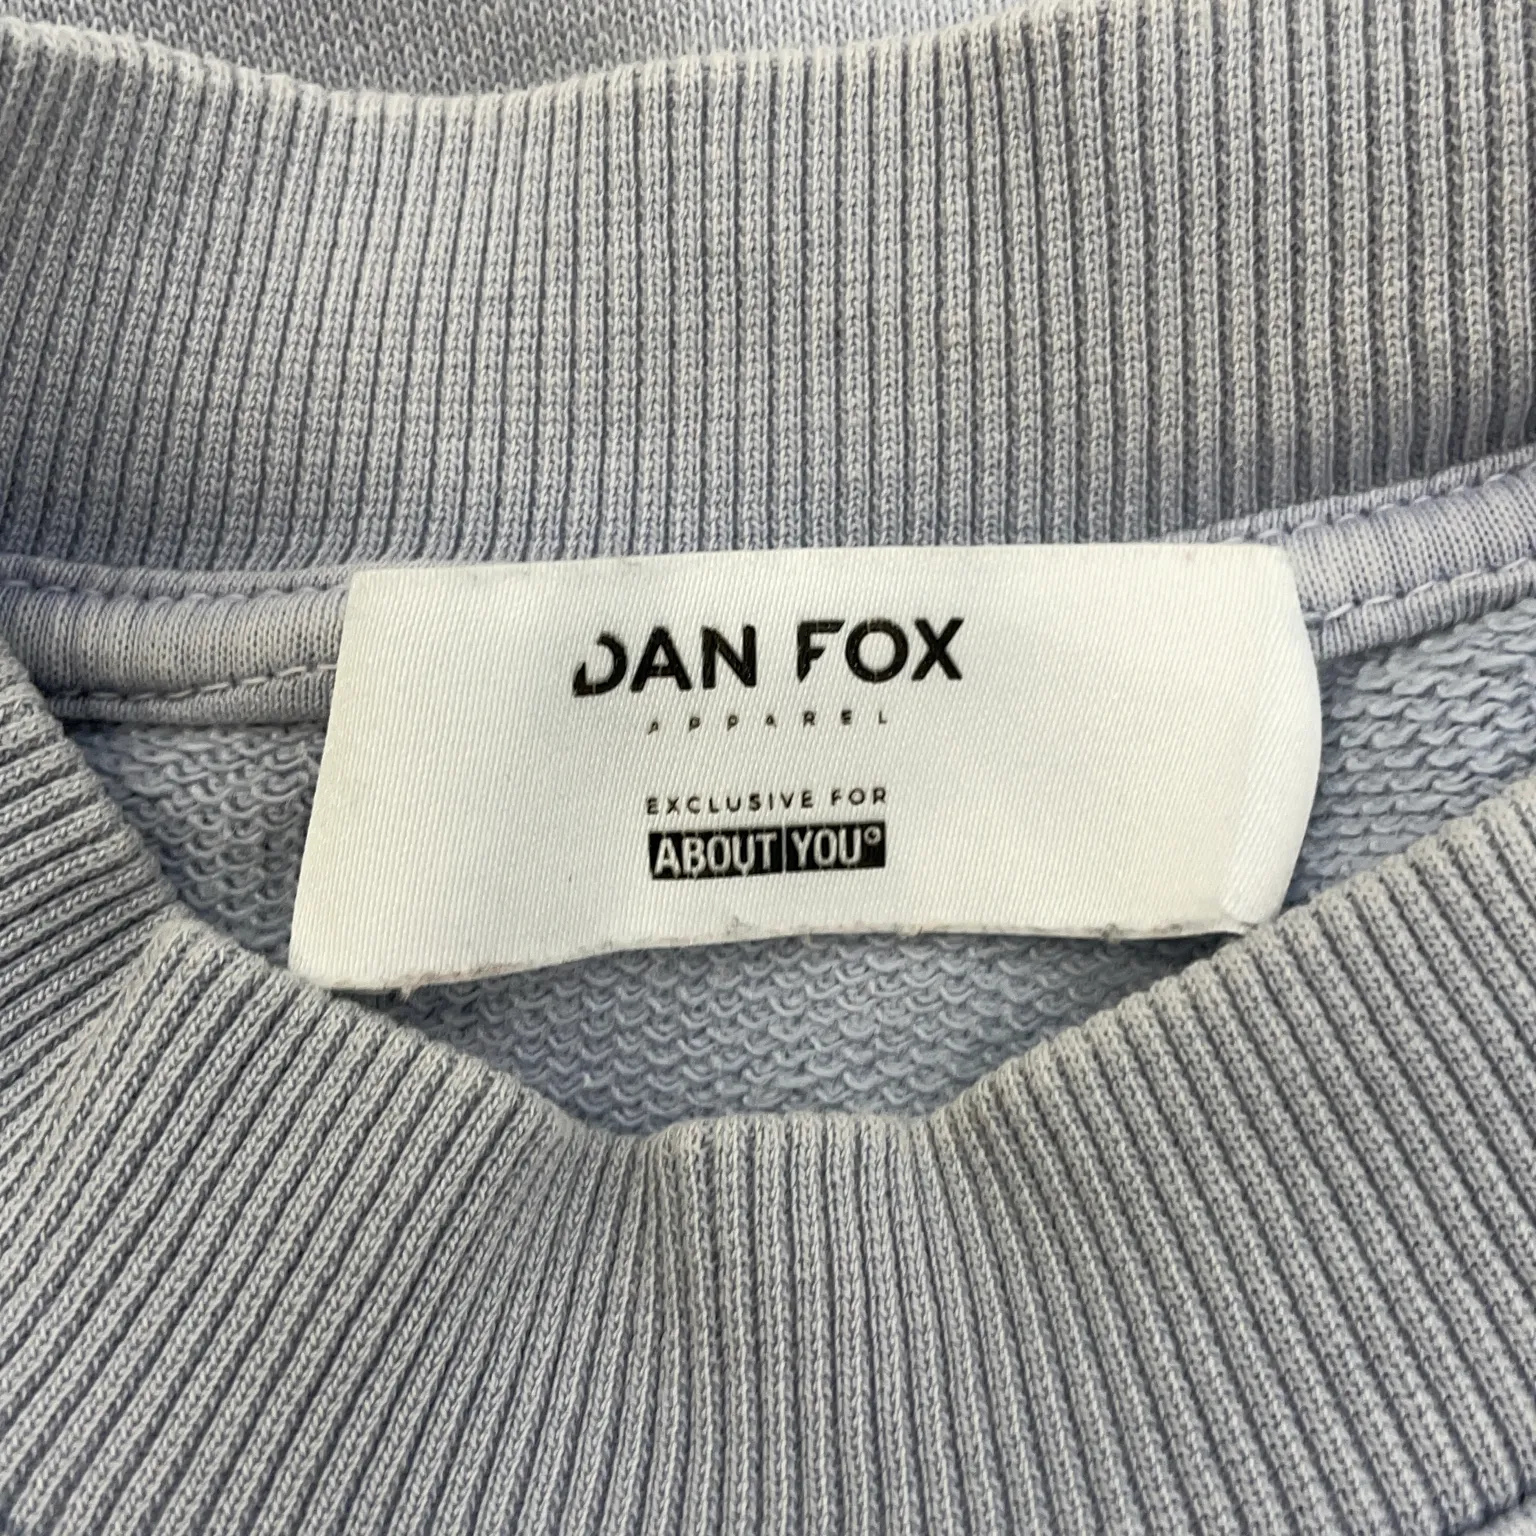 DAN FOX
APPAREL
EXCLUSIVE FOR
ABOUT YOU°